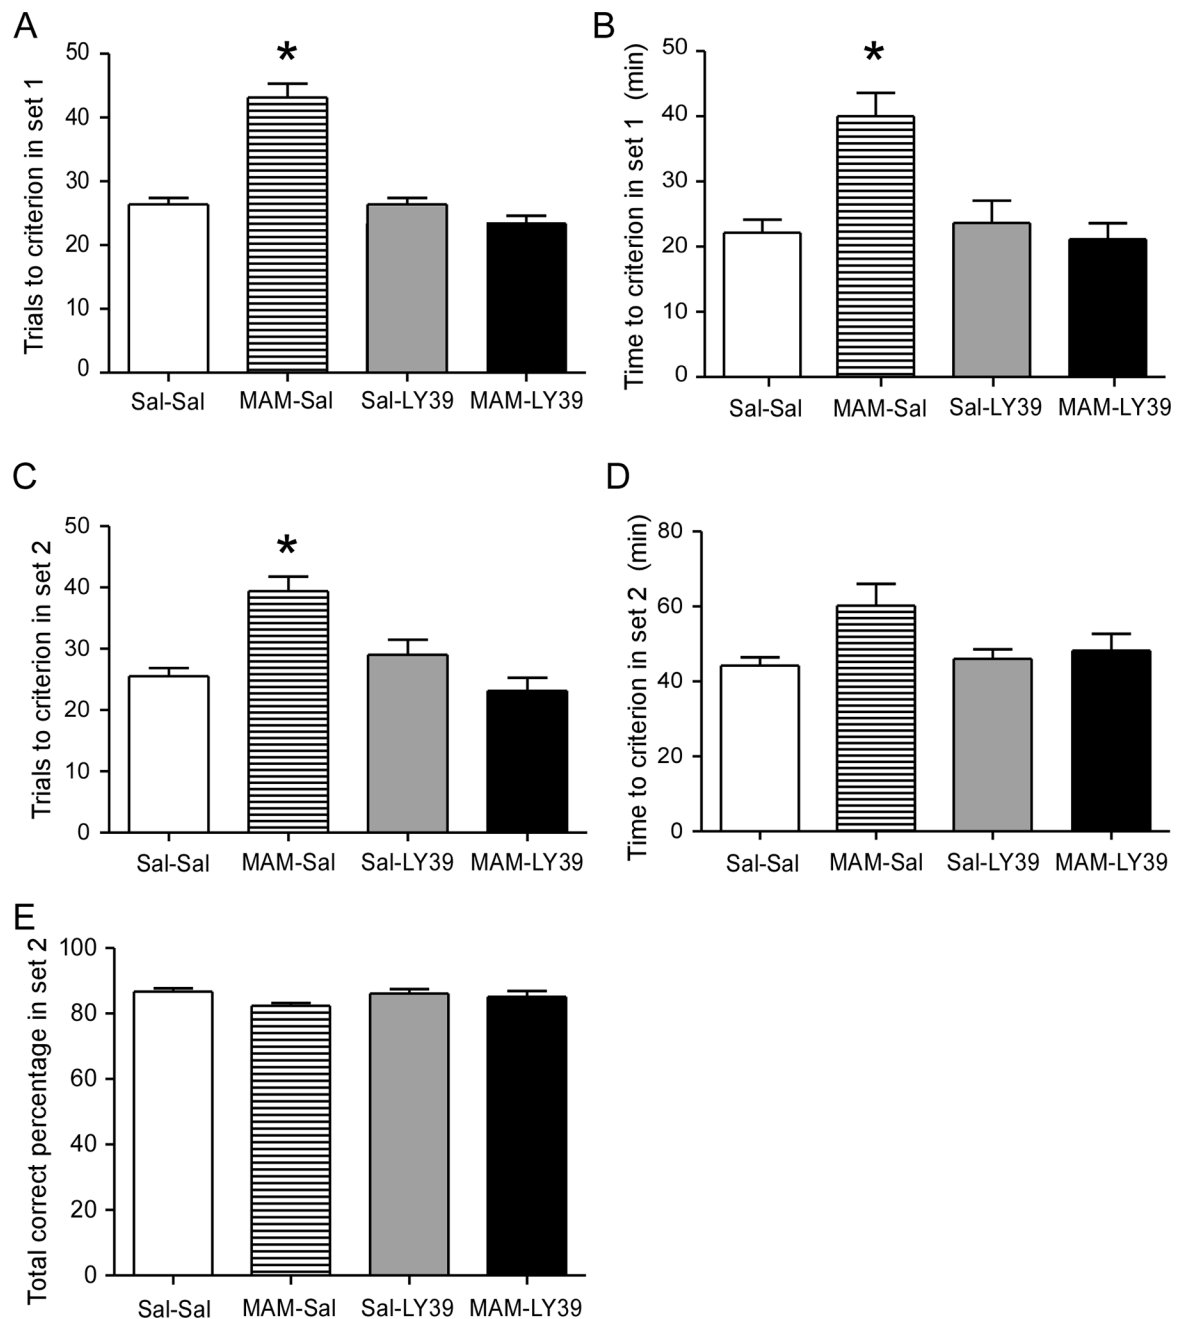 A
Trials to criterion in set 1
50
40
30
20
10
0
*
Sal-Sal MAM-Sal Sal-LY39 MAM-LY39
B
Time to criterion in set 1 (min)
50
40
30
20
10
0
*
Sal-Sal MAM-Sal Sal-LY39 MAM-LY39
C
Trials to criterion in set 2
50
40
30
20
10
0
*
Sal-Sal MAM-Sal Sal-LY39 MAM-LY39
D
Time to criterion in set 2 (min)
80
60
40
20
0
Sal-Sal MAM-Sal Sal-LY39 MAM-LY39
E
Total correct percentage in set 2
100
80
60
40
20
0
Sal-Sal MAM-Sal Sal-LY39 MAM-LY39